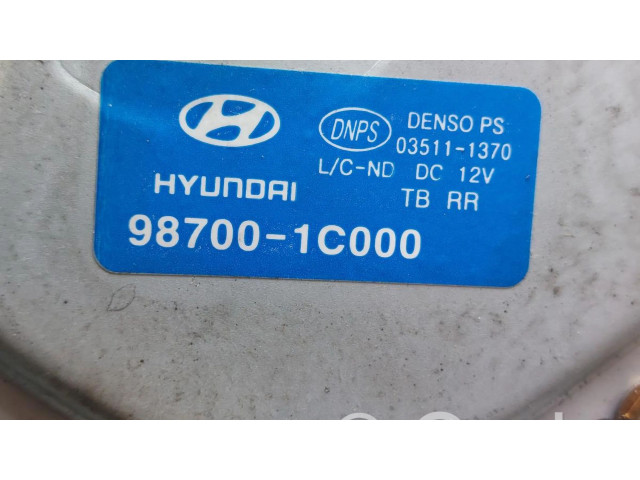 DNPS
DENSO PS
03511-1370
L/C-ND DC 12V
HYUNDAI
TB RR
98700-1C000